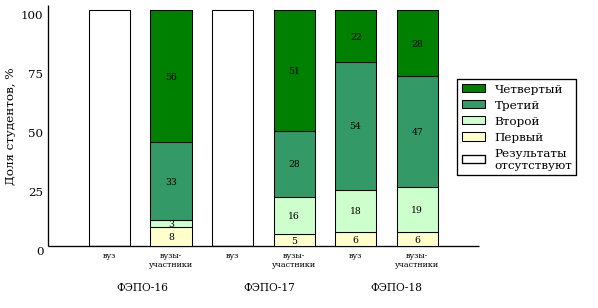 100
75
50
25
0
Доля студентов, %
56
33
3
8
51
28
16
5
22
54
18
6
28
47
19
6
вуз
вузы-
участники
вуз
вузы-
участники
вуз
вузы-
участники
ФЭПО-16
ФЭПО-17
ФЭПО-18
Четвертый
Третий
Второй
Первый
Результаты
отсутствуют